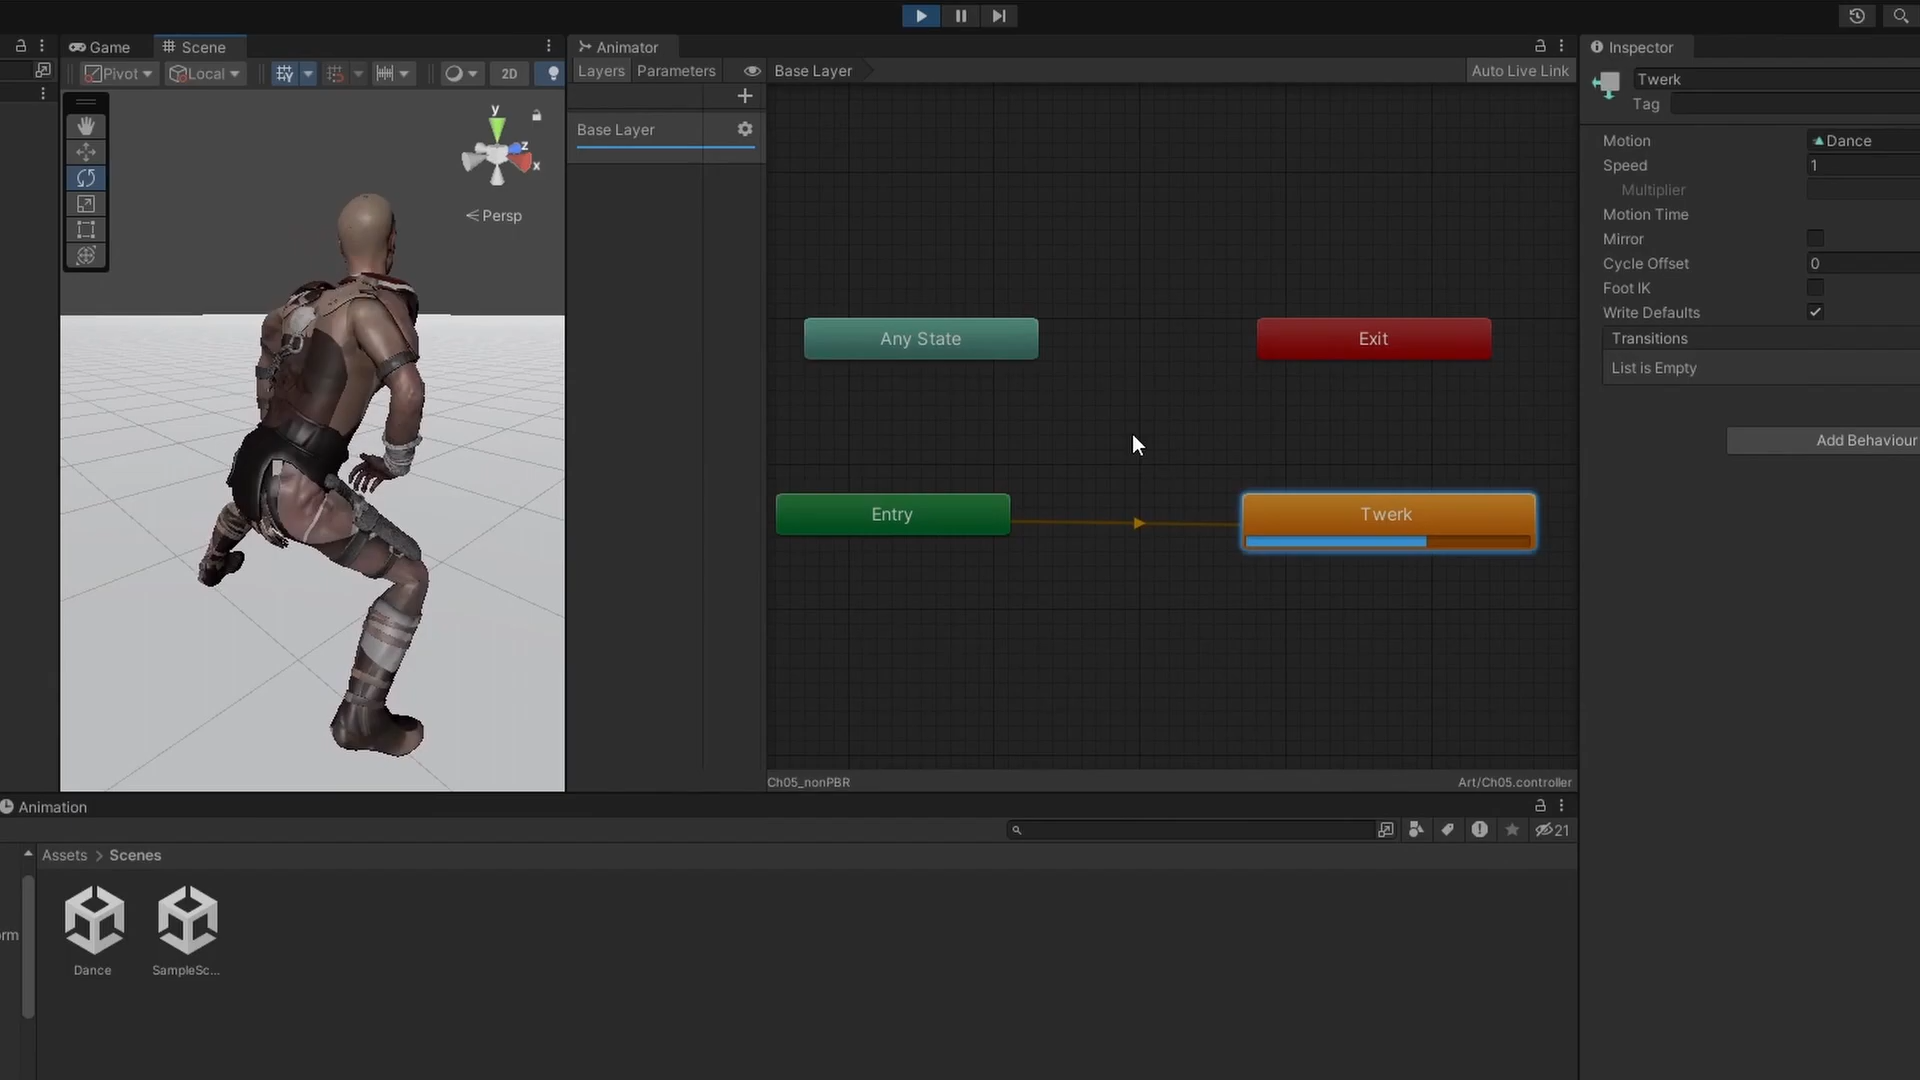 Game
Scene
Animator
Inspector
Pivot
Local
2D
Layers
Parameters
Base Layer
Auto Live Link
Twerk
Tag
Base Layer
y
z
x
Persp
Motion
Dance
Speed
1
Multiplier
Motion Time
Mirror
Cycle Offset
0
Foot IK
Write Defaults
Transitions
List is Empty
Add Behaviour
Any State
Exit
Entry
Twerk
Ch05_nonPBR
Art/Ch05.controller
Animation
21
Assets > Scenes
orm
Dance
SampleSc...